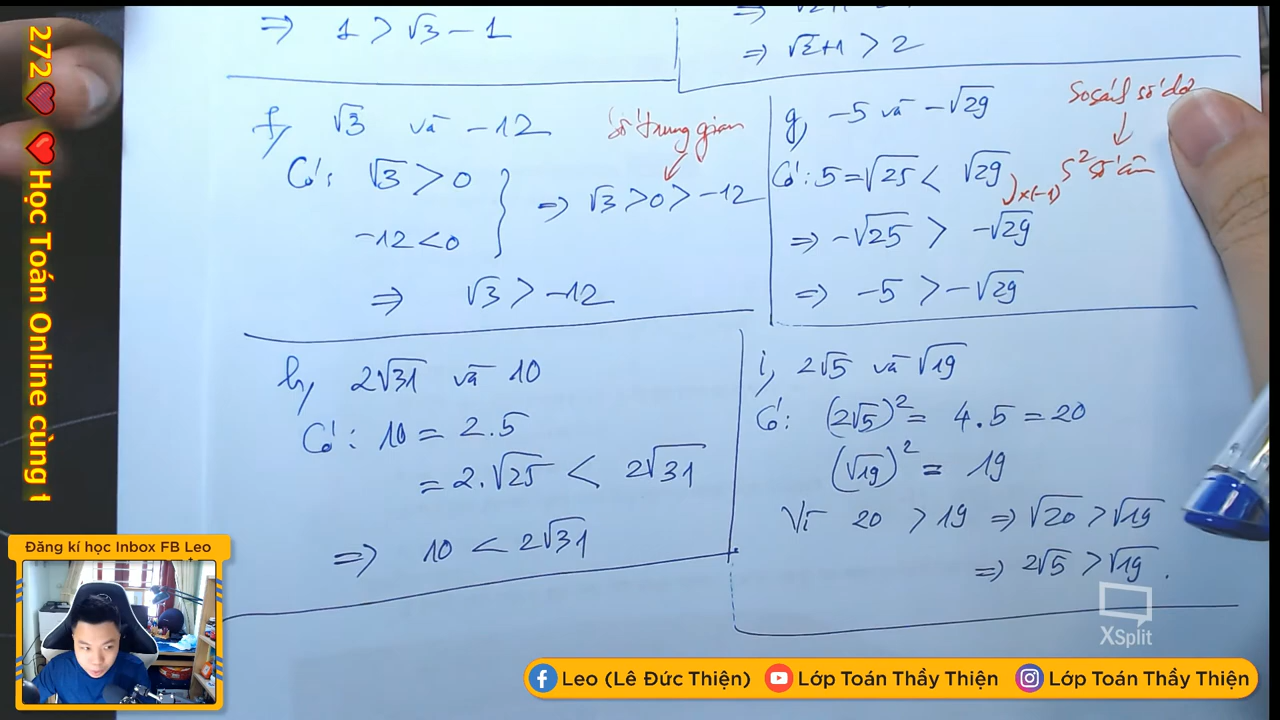 ⇒ 1 > √3 - 1
⇒ √2+1 > 2
f, √3 và -12
Số trung gian
Có: √3 > 0
-12 < 0
⇒ √3 > 0 > -12
⇒ √3 > -12
g, -5 và -√29
So sánh số dư
Có: 5 = √25 < √29
x(-1)
⇒ -√25 > -√29
⇒ -5 > -√29
h, 2√31 và 10
Có: 10 = 2.5
= 2.√25 < 2√31
⇒ 10 < 2√31
i, 2√5 và √19
Có: (2√5)² = 4.5 = 20
(√19)² = 19
Vì 20 > 19 ⇒ √20 > √19
⇒ 2√5 > √19.
272❤️ ❤️Học Toán Online cùng t
Đăng kí học Inbox FB Leo
XSplit
Leo (Lê Đức Thiện) Lớp Toán Thầy Thiện Lớp Toán Thầy Thiện